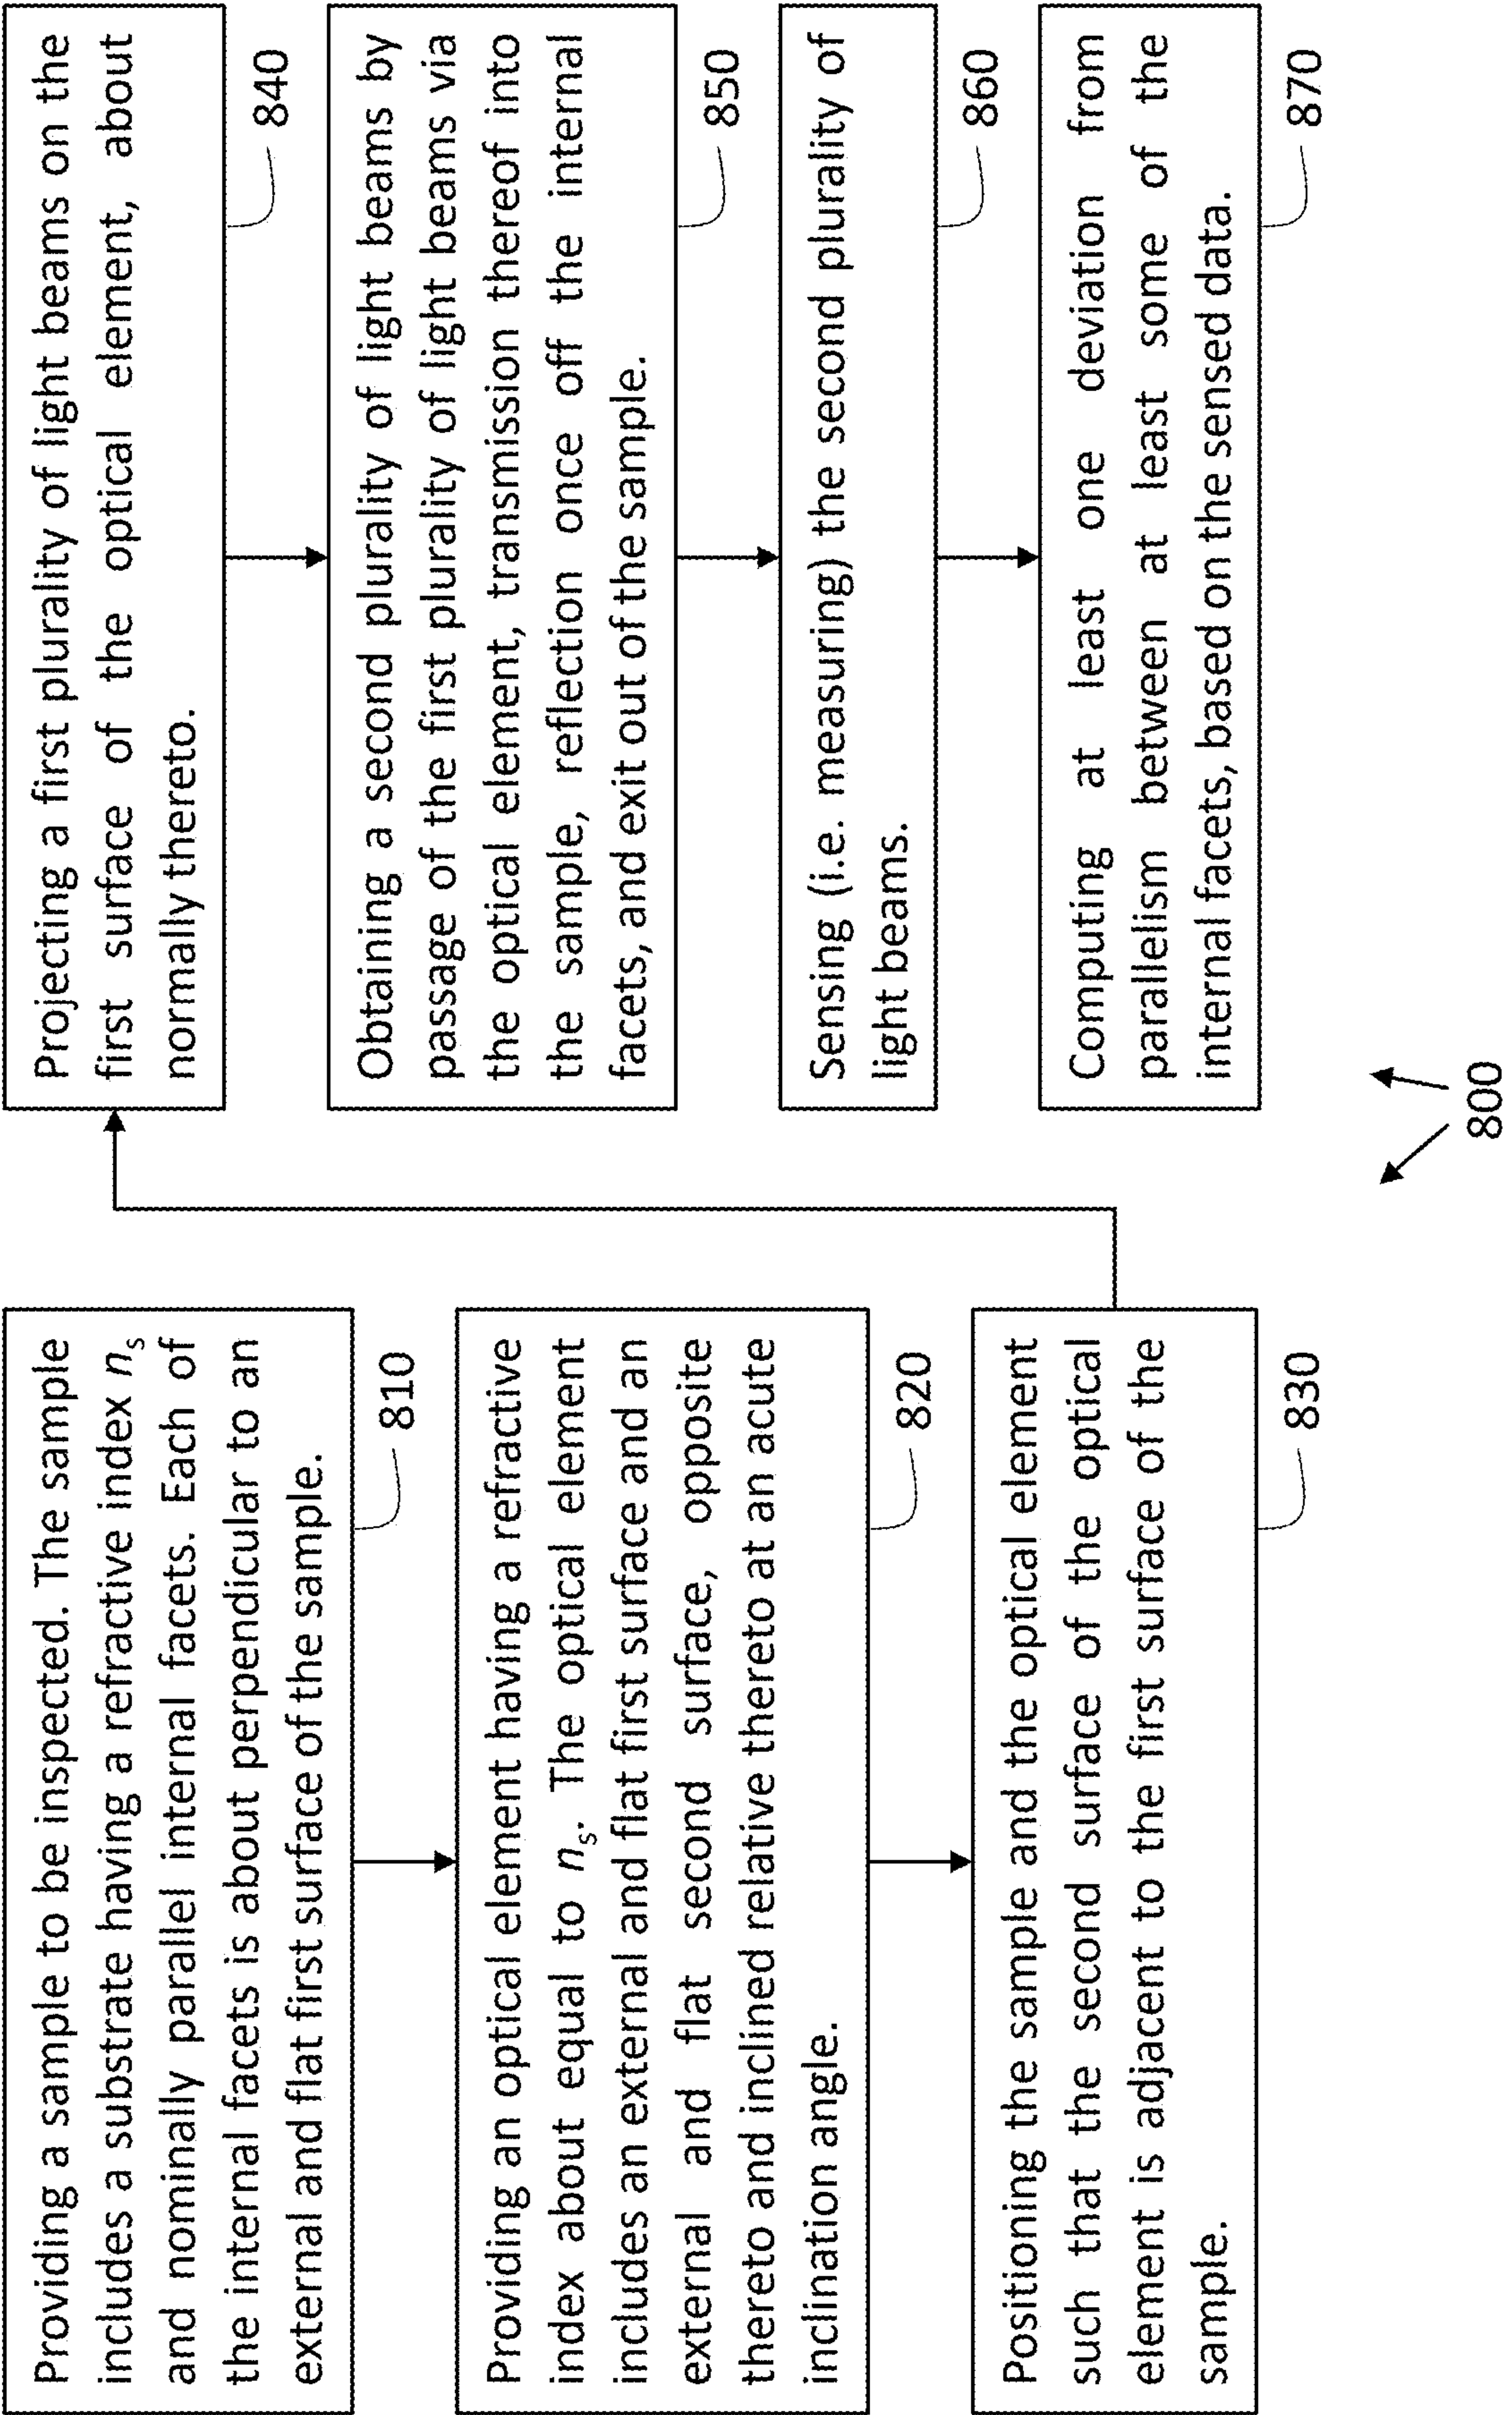 Providing a sample to be inspected. The sample
includes a substrate having a refractive index nₛ
and nominally parallel internal facets. Each of
the internal facets is about perpendicular to an
external and flat first surface of the sample.
810
Providing an optical element having a refractive
index about equal to nₛ. The optical element
includes an external and flat first surface and an
external and flat second surface, opposite
thereto and inclined relative thereto at an acute
inclination angle.
820
Positioning the sample and the optical element
such that the second surface of the optical
element is adjacent to the first surface of the
sample.
830
Projecting a first plurality of light beams on the
first surface of the optical element, about
normally thereto.
840
Obtaining a second plurality of light beams by
passage of the first plurality of light beams via
the optical element, transmission thereof into
the sample, reflection once off the internal
facets, and exit out of the sample.
850
Sensing (i.e. measuring) the second plurality of
light beams.
860
Computing at least one deviation from
parallelism between at least some of the
internal facets, based on the sensed data.
870
800